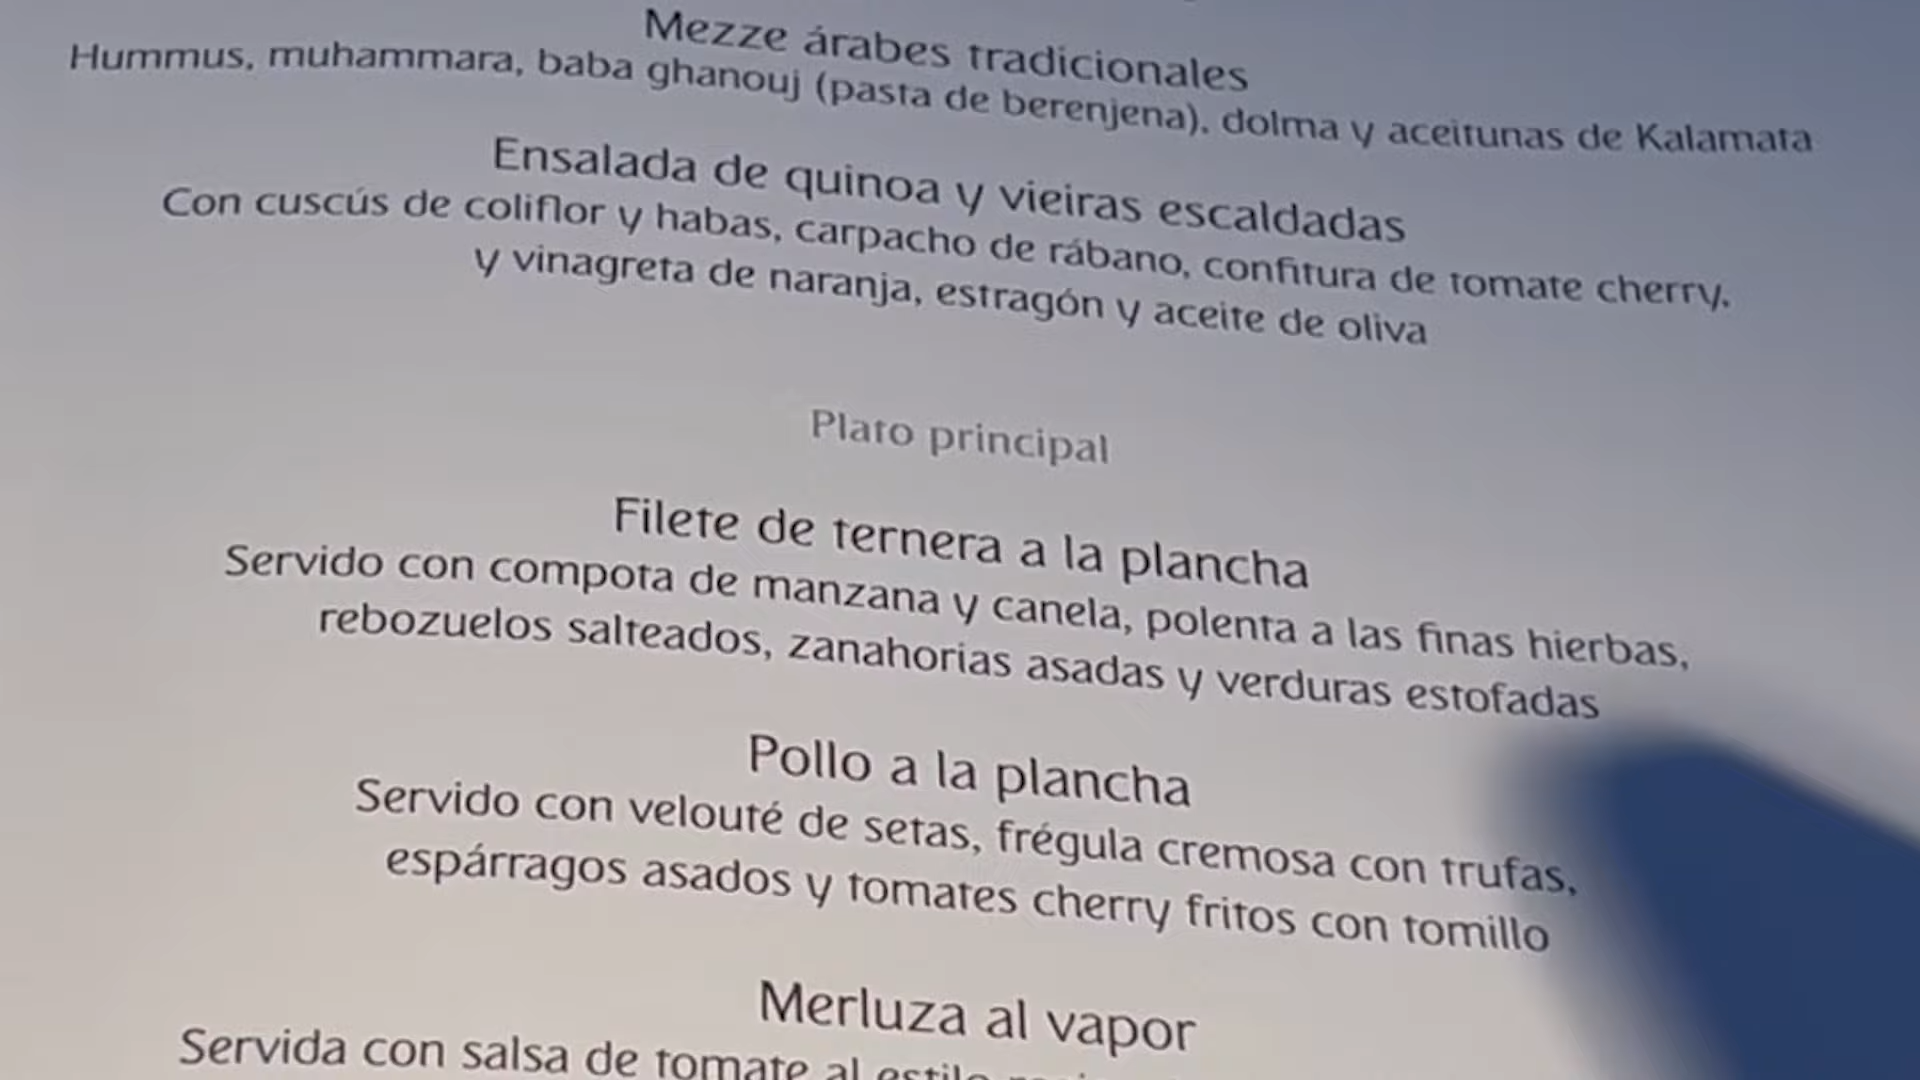 Mezze árabes tradicionales
Hummus, muhammara, baba ghanouj (pasta de berenjena), dolma y aceitunas de Kalamata
Ensalada de quinoa y vieiras escaldadas
Con cuscús de coliflor y habas, carpacho de rábano, confitura de tomate cherry,
y vinagreta de naranja, estragón y aceite de oliva
Plato principal
Filete de ternera a la plancha
Servido con compota de manzana y canela, polenta a las finas hierbas,
rebozuelos salteados, zanahorias asadas y verduras estofadas
Pollo a la plancha
Servido con velouté de setas, frégula cremosa con trufas,
espárragos asados y tomates cherry fritos con tomillo
Merluza al vapor
Servida con salsa de tomate al estilo